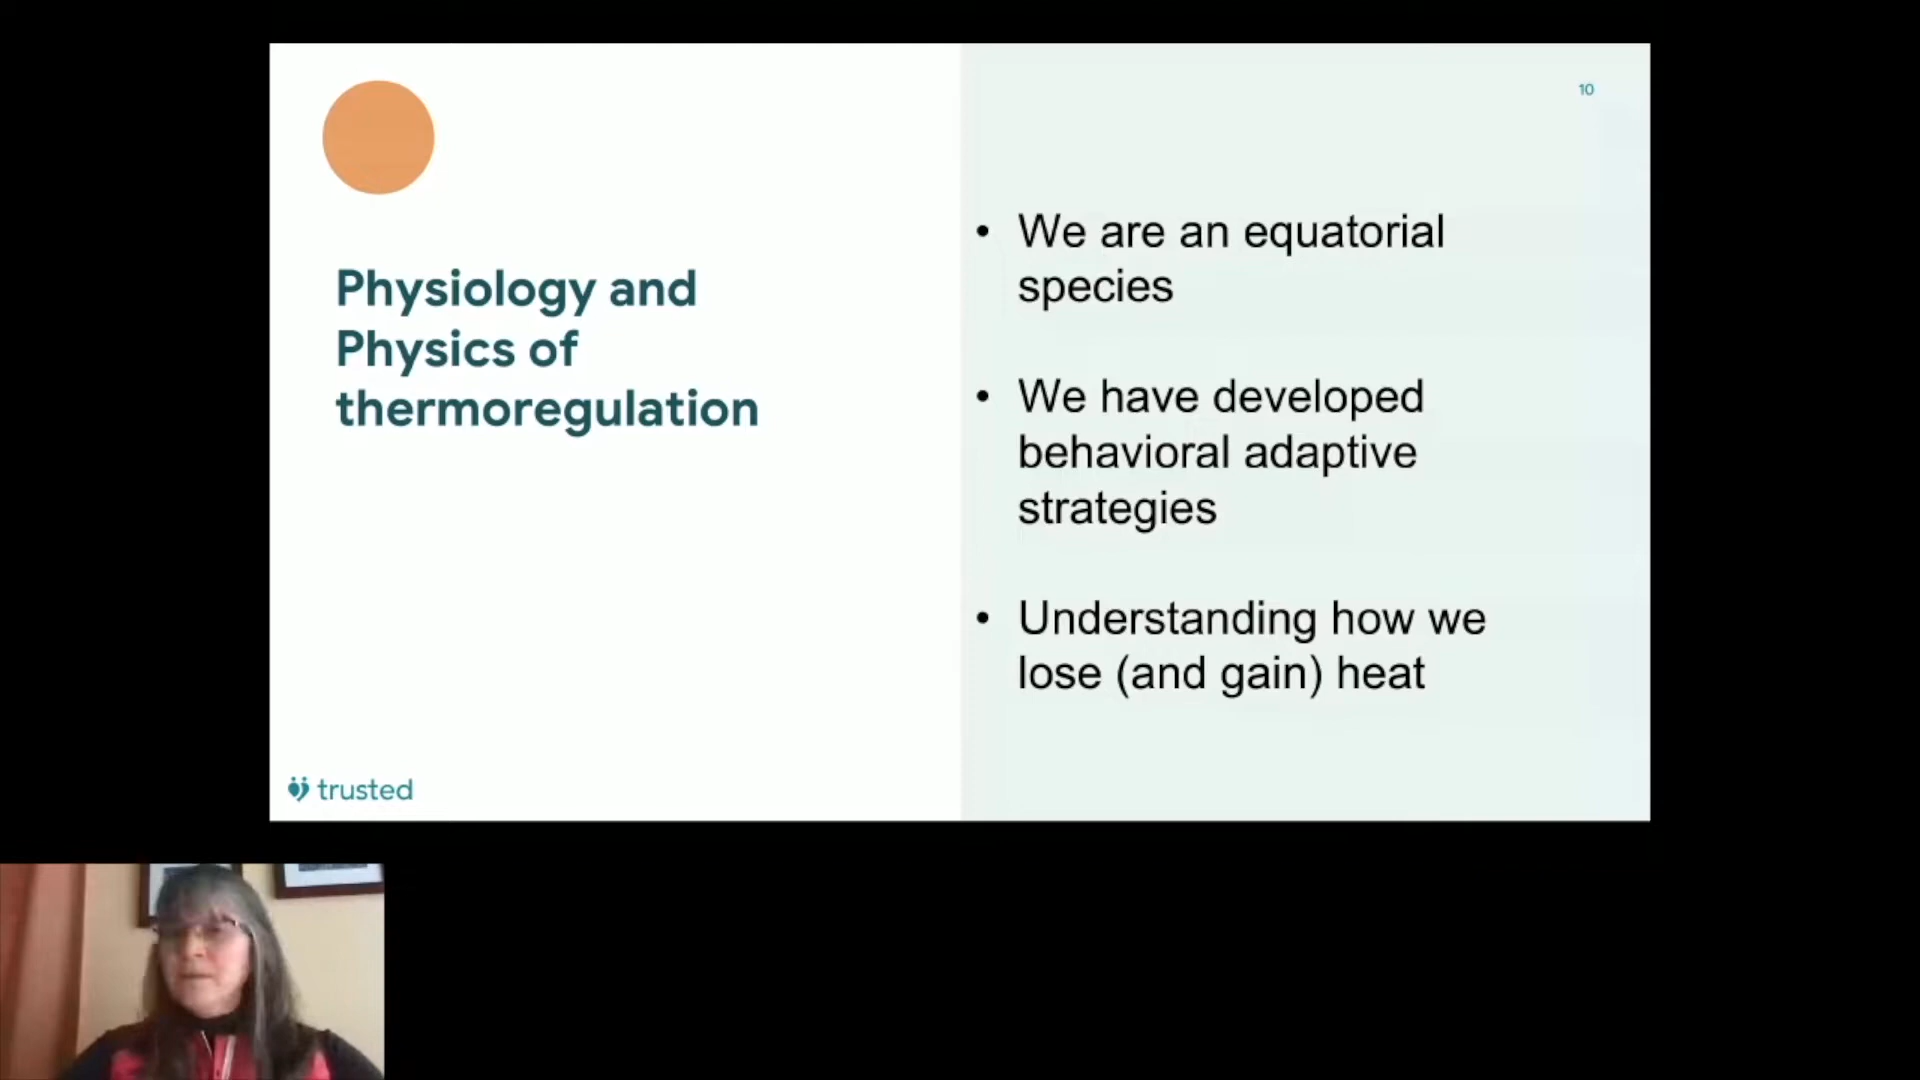 10
Physiology and
Physics of
thermoregulation
• We are an equatorial
species
• We have developed
behavioral adaptive
strategies
• Understanding how we
lose (and gain) heat
trusted